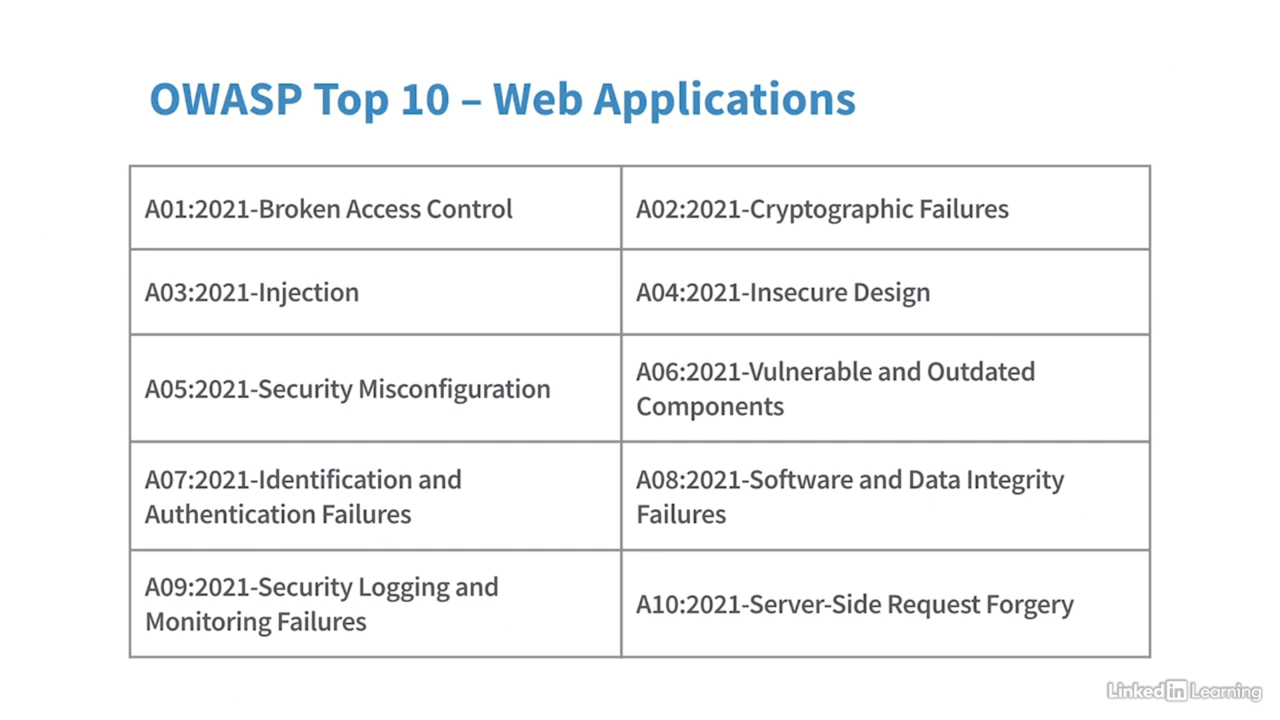 OWASP Top 10 – Web Applications
A01:2021-Broken Access Control
A02:2021-Cryptographic Failures
A03:2021-Injection
A04:2021-Insecure Design
A05:2021-Security Misconfiguration
A06:2021-Vulnerable and Outdated
Components
A07:2021-Identification and
Authentication Failures
A08:2021-Software and Data Integrity
Failures
A09:2021-Security Logging and
Monitoring Failures
A10:2021-Server-Side Request Forgery
Linked in Learning